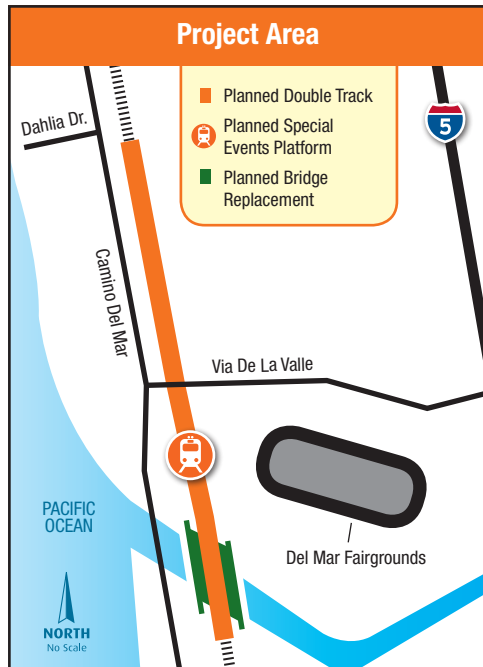 Project Area
Planned Double Track
Planned Special
Events Platform
Planned Bridge
Replacement
5
Dahlia Dr.
Camino Del Mar
Via De La Valle
Del Mar Fairgrounds
PACIFIC
OCEAN
NORTH
No Scale